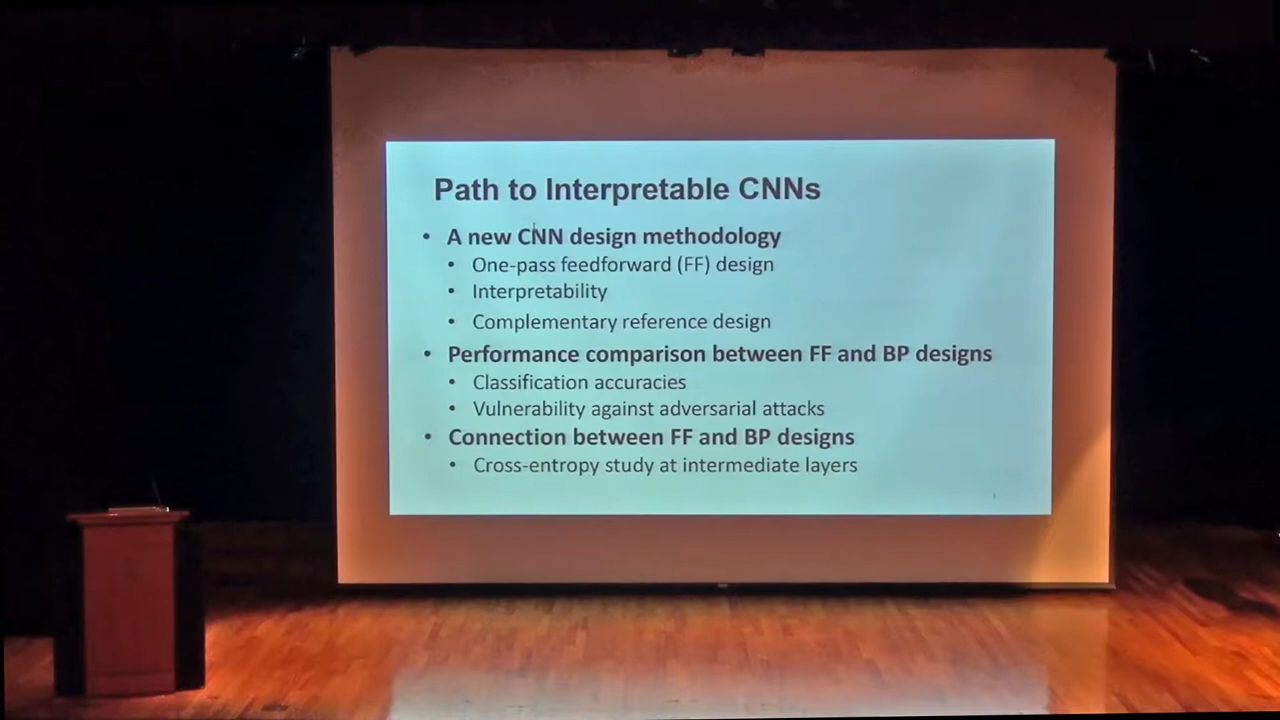 Path to Interpretable CNNs
• A new CNN design methodology
• One-pass feedforward (FF) design
• Interpretability
• Complementary reference design
• Performance comparison between FF and BP designs
• Classification accuracies
• Vulnerability against adversarial attacks
• Connection between FF and BP designs
• Cross-entropy study at intermediate layers